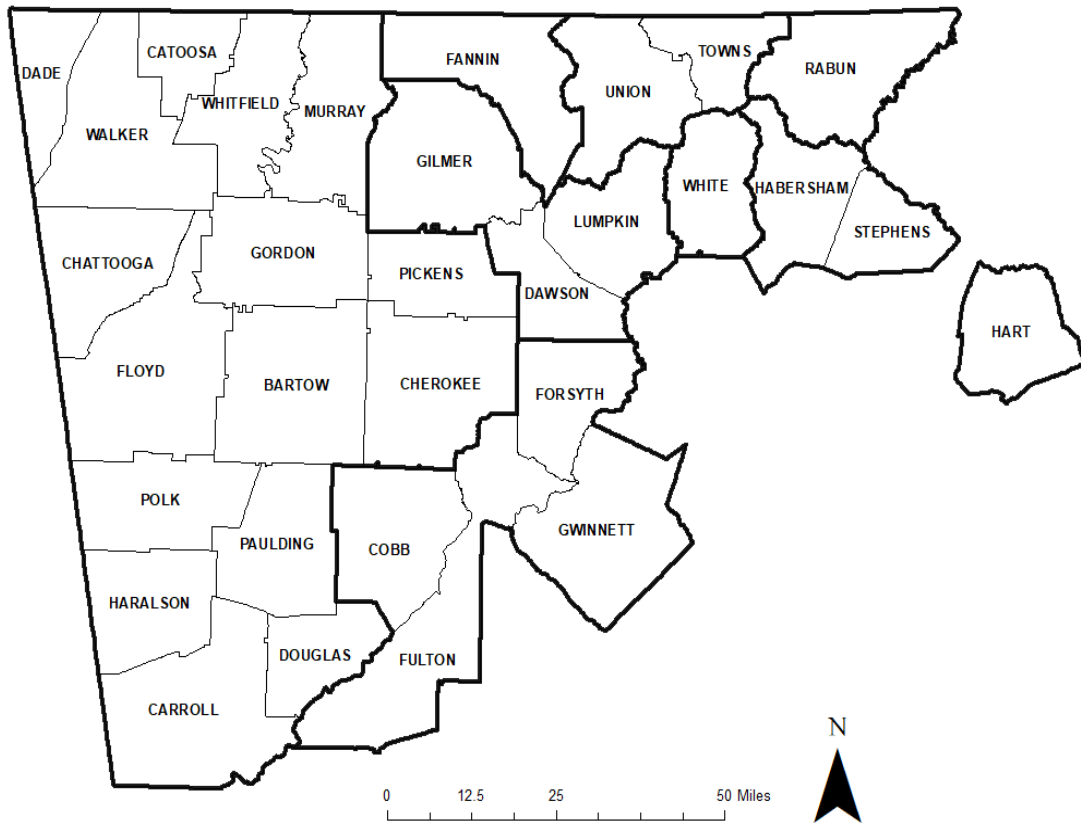 CATOOSA
TOWNS
FANNIN
RABUN
DADE
UNION
WHITFIELD
MURRAY
WALKER
GILMER
WHITE
HABERSHAM
LUMPKIN
STEPHENS
GORDON
CHATTOOGA
PICKENS
DAWSON
HART
FLOYD
BARTOW
CHEROKEE
FORSYTH
POLK
GWINNETT
PAULDING
COBB
HARALSON
DOUGLAS
FULTON
CARROLL
N
0 12.5 25 50 Miles